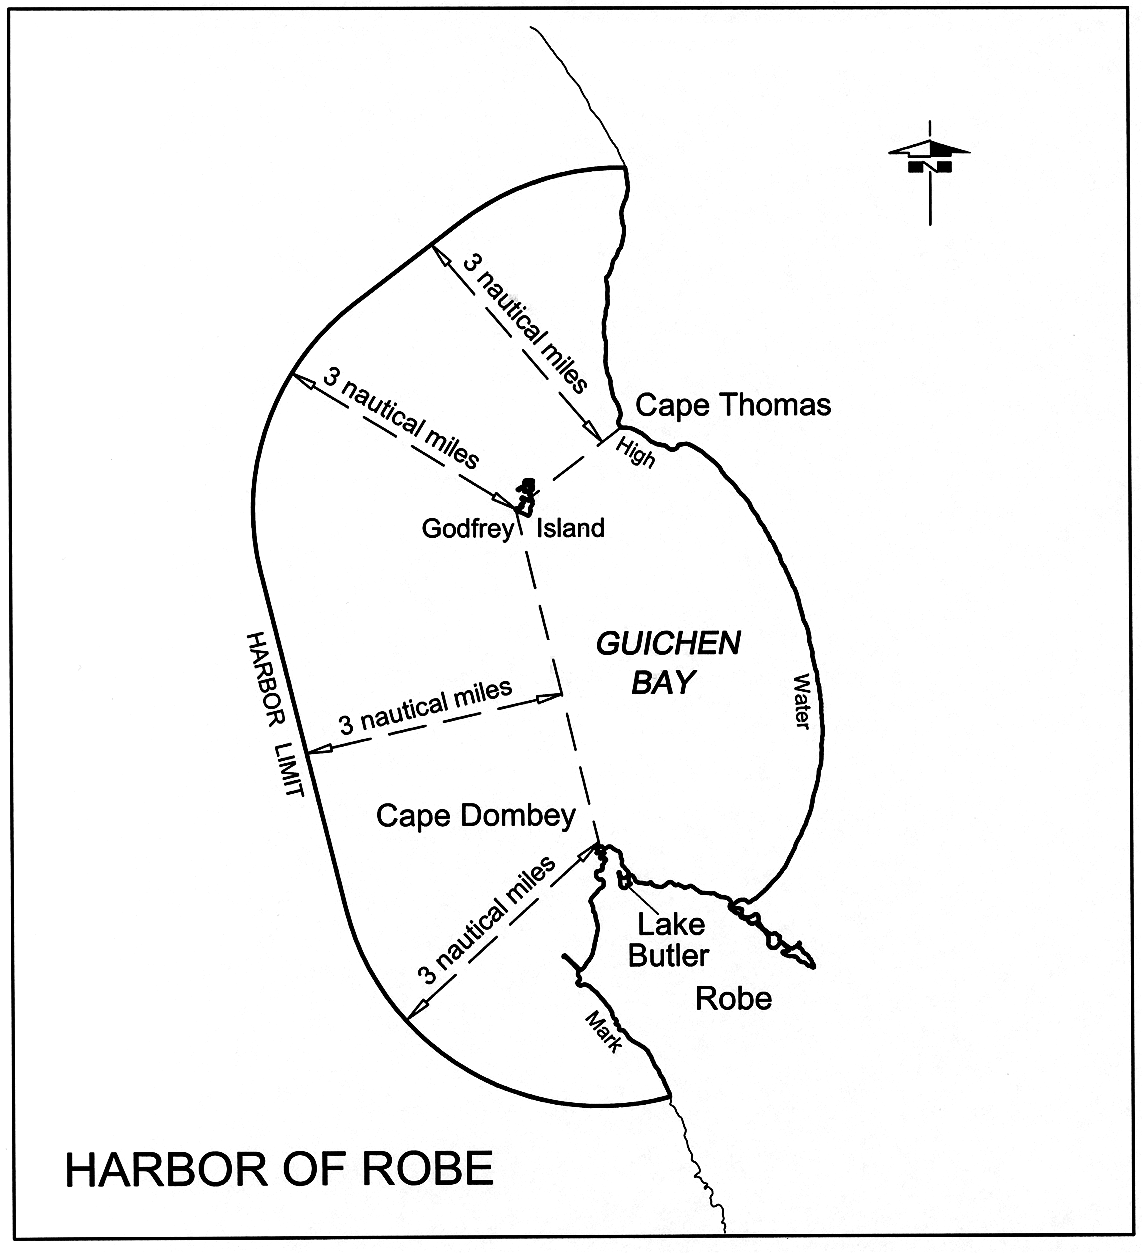 N
3 nautical miles
Cape Thomas
3 nautical miles
High
Godfrey Island
GUICHEN
BAY
HARBOR LIMIT
Water
3 nautical miles
Cape Dombey
3 nautical miles
Lake
Butler
Robe
Mark
HARBOR OF ROBE